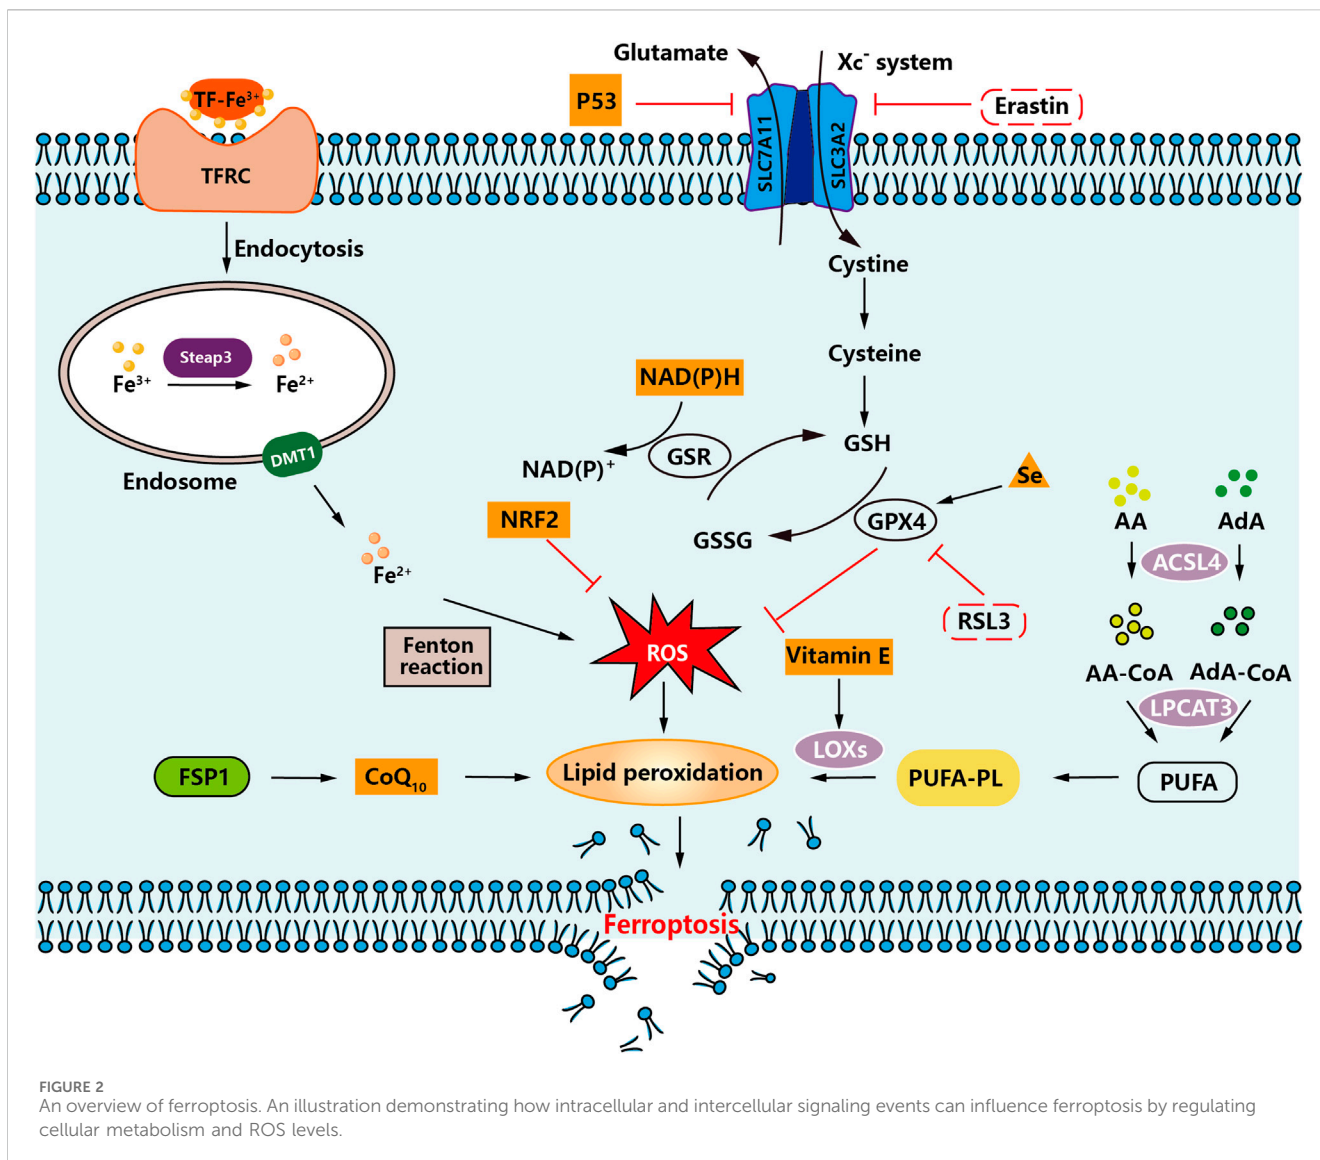 Glutamate
Xc⁻ system
P53
Erastin
TF-Fe³⁺
TFRC
SLC7A11
SLC3A2
Endocytosis
Cystine
Steap3
Fe³⁺
Fe²⁺
Cysteine
NAD(P)H
GSR
GSH
NAD(P)⁺
DMT1
Endosome
Se
NRF2
GSSG
GPX4
AA
AdA
ACSL4
Fe²⁺
RSL3
Fenton
reaction
ROS
Vitamin E
AA-CoA
AdA-CoA
LPCAT3
LOXs
FSP1
CoQ₁₀
Lipid peroxidation
PUFA-PL
PUFA
Ferroptosis
FIGURE 2
An overview of ferroptosis. An illustration demonstrating how intracellular and intercellular signaling events can influence ferroptosis by regulating
cellular metabolism and ROS levels.